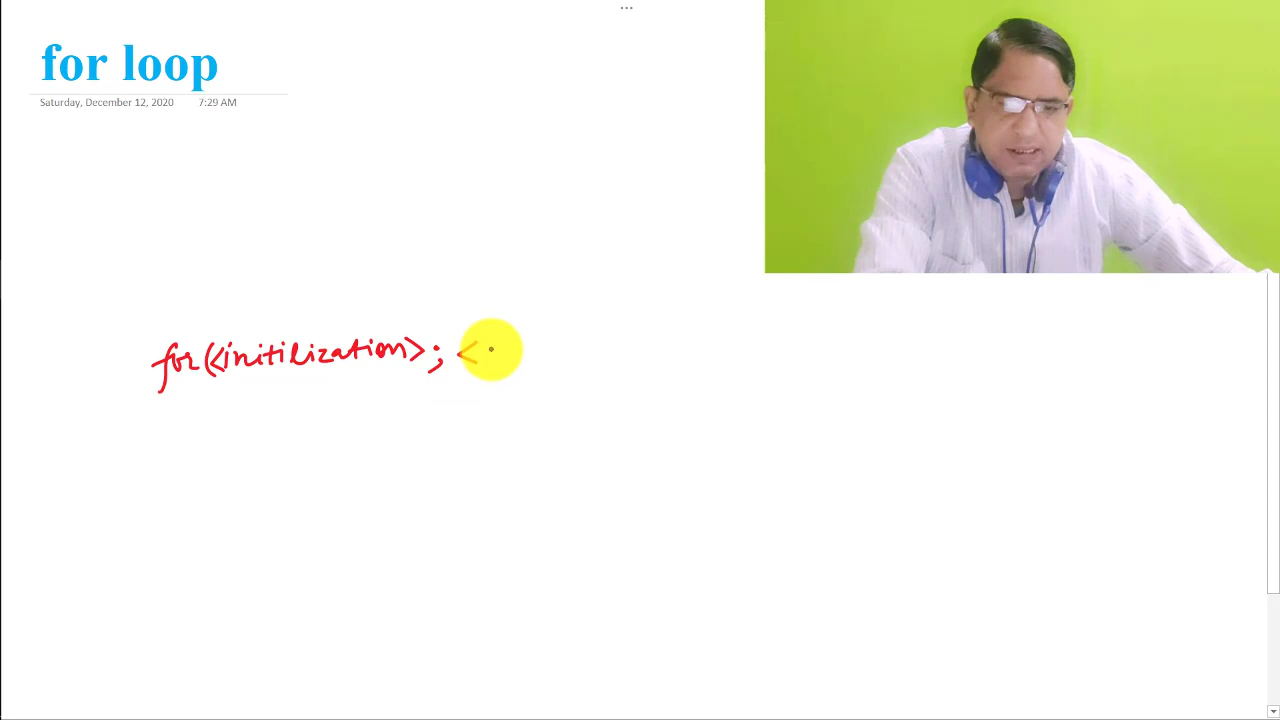 for loop
Saturday, December 12, 2020 7:29 AM
for(<initilization>; <